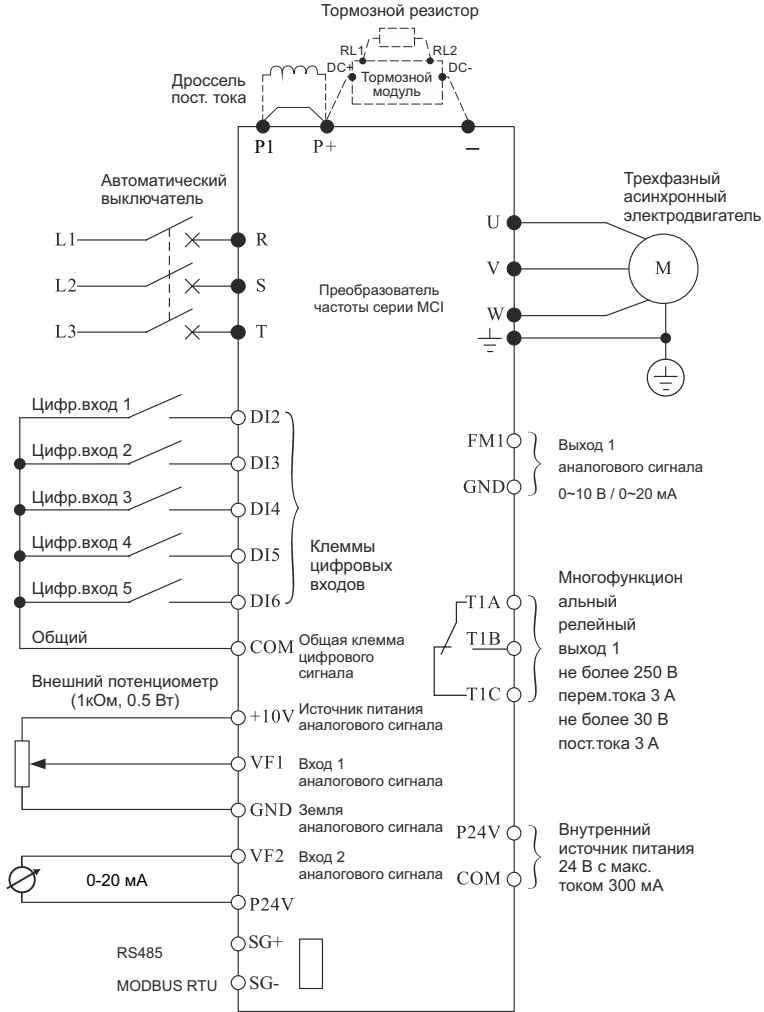 Тормозной резистор
RL1
RL2
DC+
DC-
Тормозной
модуль
Дроссель
пост. тока
P1
P+
–
Автоматический
выключатель
L1
R
L2
S
L3
T
Преобразователь
частоты серии MCI
Трехфазный
асинхронный
электродвигатель
U
V
W
M
Цифр.вход 1
DI2
Цифр.вход 2
DI3
Цифр.вход 3
DI4
Цифр.вход 4
DI5
Цифр.вход 5
DI6
Клеммы
цифровых
входов
Общий
COM
Общая клемма
цифрового
сигнала
Внешний потенциометр
(1кОм, 0.5 Вт)
+10V
Источник питания
аналогового сигнала
VF1
Вход 1
аналогового сигнала
GND
Земля
аналогового сигнала
VF2
Вход 2
аналогового сигнала
0-20 мА
P24V
RS485
SG+
MODBUS RTU
SG-
FM1
GND
Выход 1
аналогового сигнала
0~10 В / 0~20 мА
T1A
T1B
T1C
Многофункцион
альный
релейный
выход 1
не более 250 В
перем.тока 3 А
не более 30 В
пост.тока 3 А
P24V
COM
Внутренний
источник питания
24 В с макс.
током 300 мА